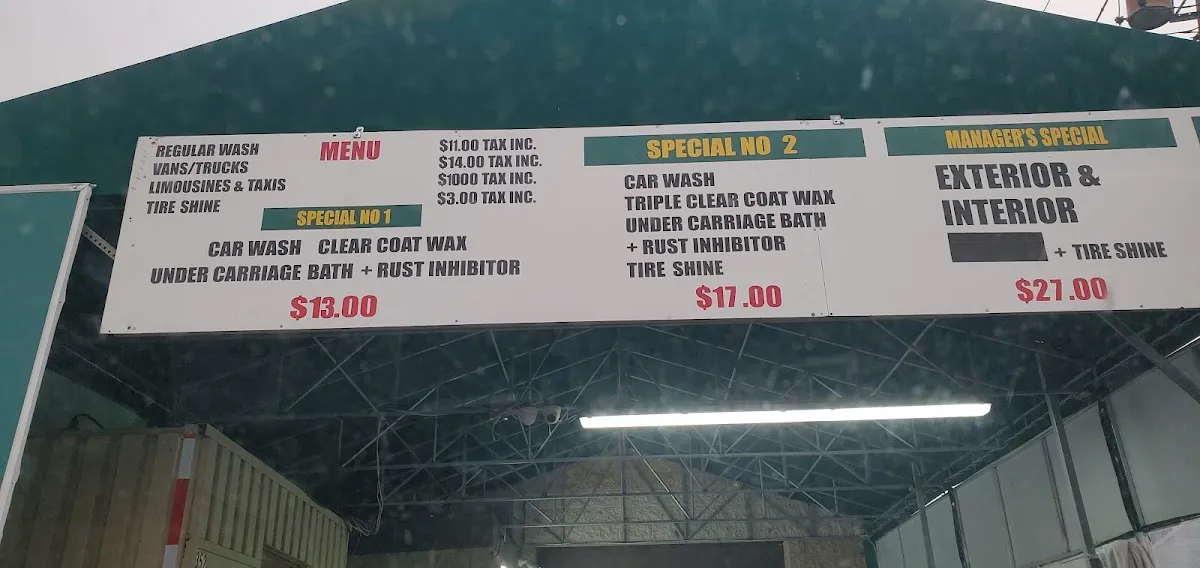 MENU
REGULAR WASH $11.00 TAX INC.
VANS/TRUCKS $14.00 TAX INC.
LIMOUSINES & TAXIS $1000 TAX INC.
TIRE SHINE $3.00 TAX INC.
SPECIAL NO 1
CAR WASH CLEAR COAT WAX
UNDER CARRIAGE BATH + RUST INHIBITOR
$13.00
SPECIAL NO 2
CAR WASH
TRIPLE CLEAR COAT WAX
UNDER CARRIAGE BATH
+ RUST INHIBITOR
TIRE SHINE
$17.00
MANAGER'S SPECIAL
EXTERIOR &
INTERIOR
+ TIRE SHINE
$27.00